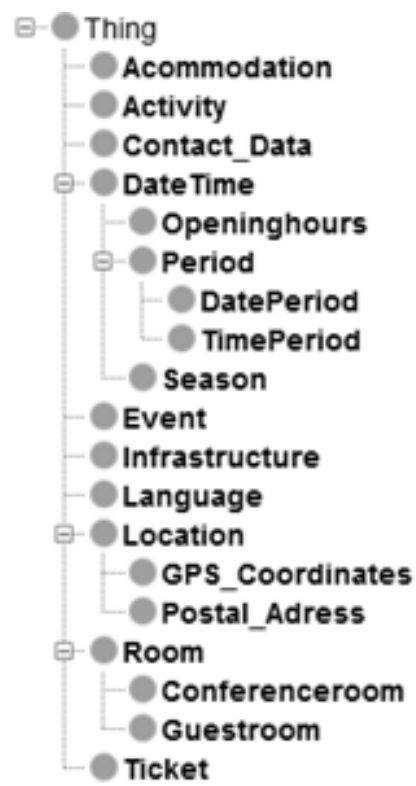 Thing
Acommodation
Activity
Contact_Data
DateTime
Openinghours
Period
DatePeriod
TimePeriod
Season
Event
Infrastructure
Language
Location
GPS_Coordinates
Postal_Adress
Room
Conferenceroom
Guestroom
Ticket